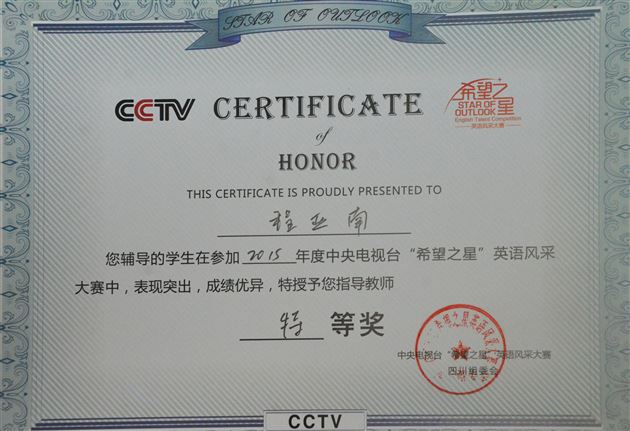 STAR OF OUTLOOK
CCTV CERTIFICATE
希望之星
STAR OF
OUTLOOK
English Talent Competition
英语风采大赛
of
HONOR
THIS CERTIFICATE IS PROUDLY PRESENTED TO
程亚南
您辅导的学生在参加 2015 年度中央电视台“希望之星”英语风采
大赛中，表现突出，成绩优异，特授予您指导教师
特 等奖
中央电视台“希望之星”英语风采大赛
四川组委会
CCTV